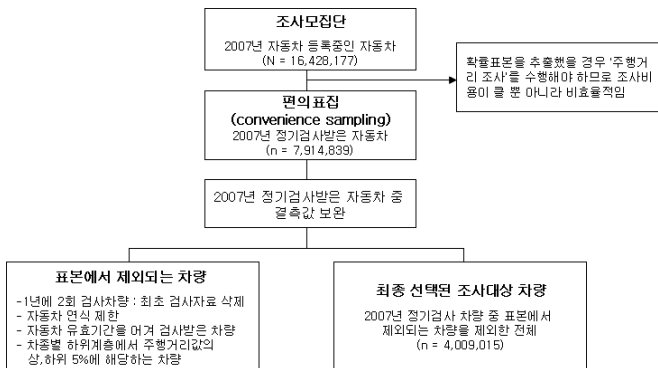 조사모집단
2007년 자동차 등록중인 자동차
(N = 16,428,177)
확률표본을 추출했을 경우 '주행거
리 조사'를 수행해야 하므로 조사비
용이 클 뿐 아니라 비효율적임
편의표집
(convenience sampling)
2007년 정기검사받은 자동차
(n = 7,914,839)
2007년 정기검사받은 자동차 중
결측값 보완
표본에서 제외되는 차량
-1년에 2회 검사차량 : 최초 검사자료 삭제
- 자동차 연식 제한
- 자동차 유효기간을 어겨 검사받은 차량
- 차종별 하위계층에서 주행거리값의
상,하위 5%에 해당하는 차량
최종 선택된 조사대상 차량
2007년 정기검사 차량 중 표본에서
제외되는 차량을 제외한 전체
(n = 4,009,015)